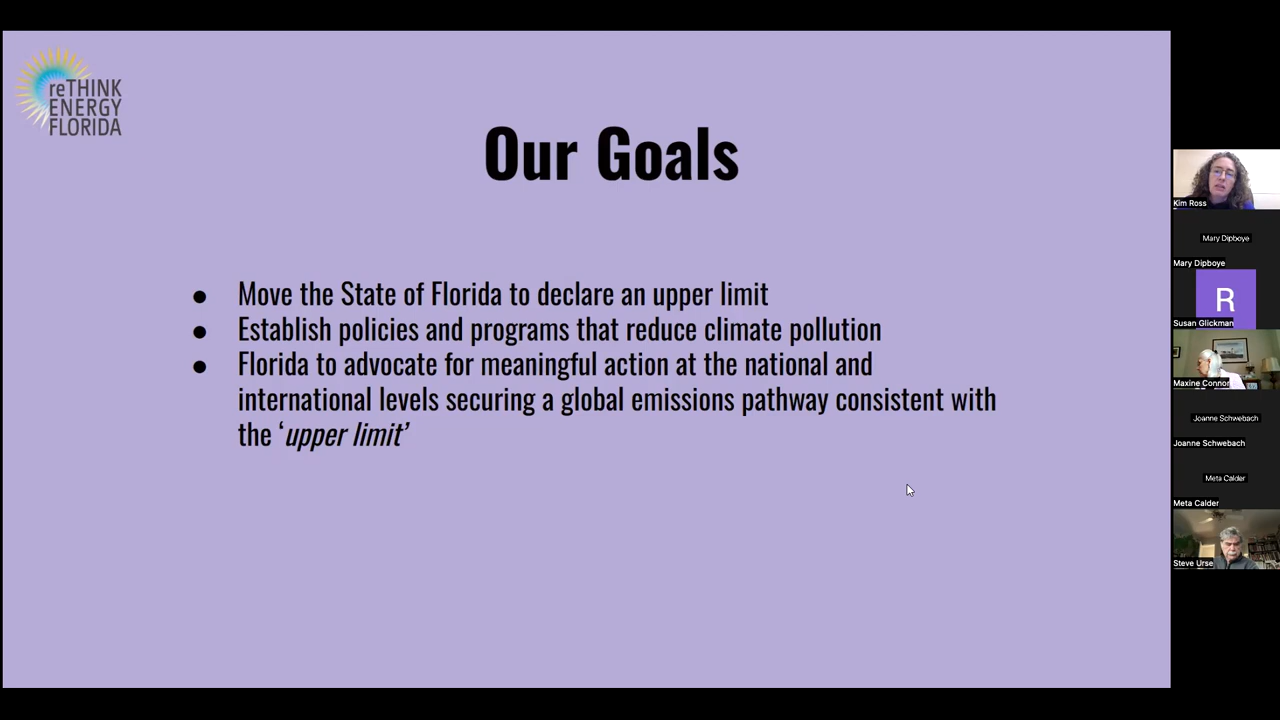 reTHINK
ENERGY
FLORIDA
Our Goals
● Move the State of Florida to declare an upper limit
● Establish policies and programs that reduce climate pollution
● Florida to advocate for meaningful action at the national and
international levels securing a global emissions pathway consistent with
the ‘upper limit’
Kim Ross
Mary Dipboye
Mary Dipboye
R
Susan Glickman
Maxine Connor
Joanne Schwebach
Joanne Schwebach
Meta Calder
Meta Calder
Steve Urse